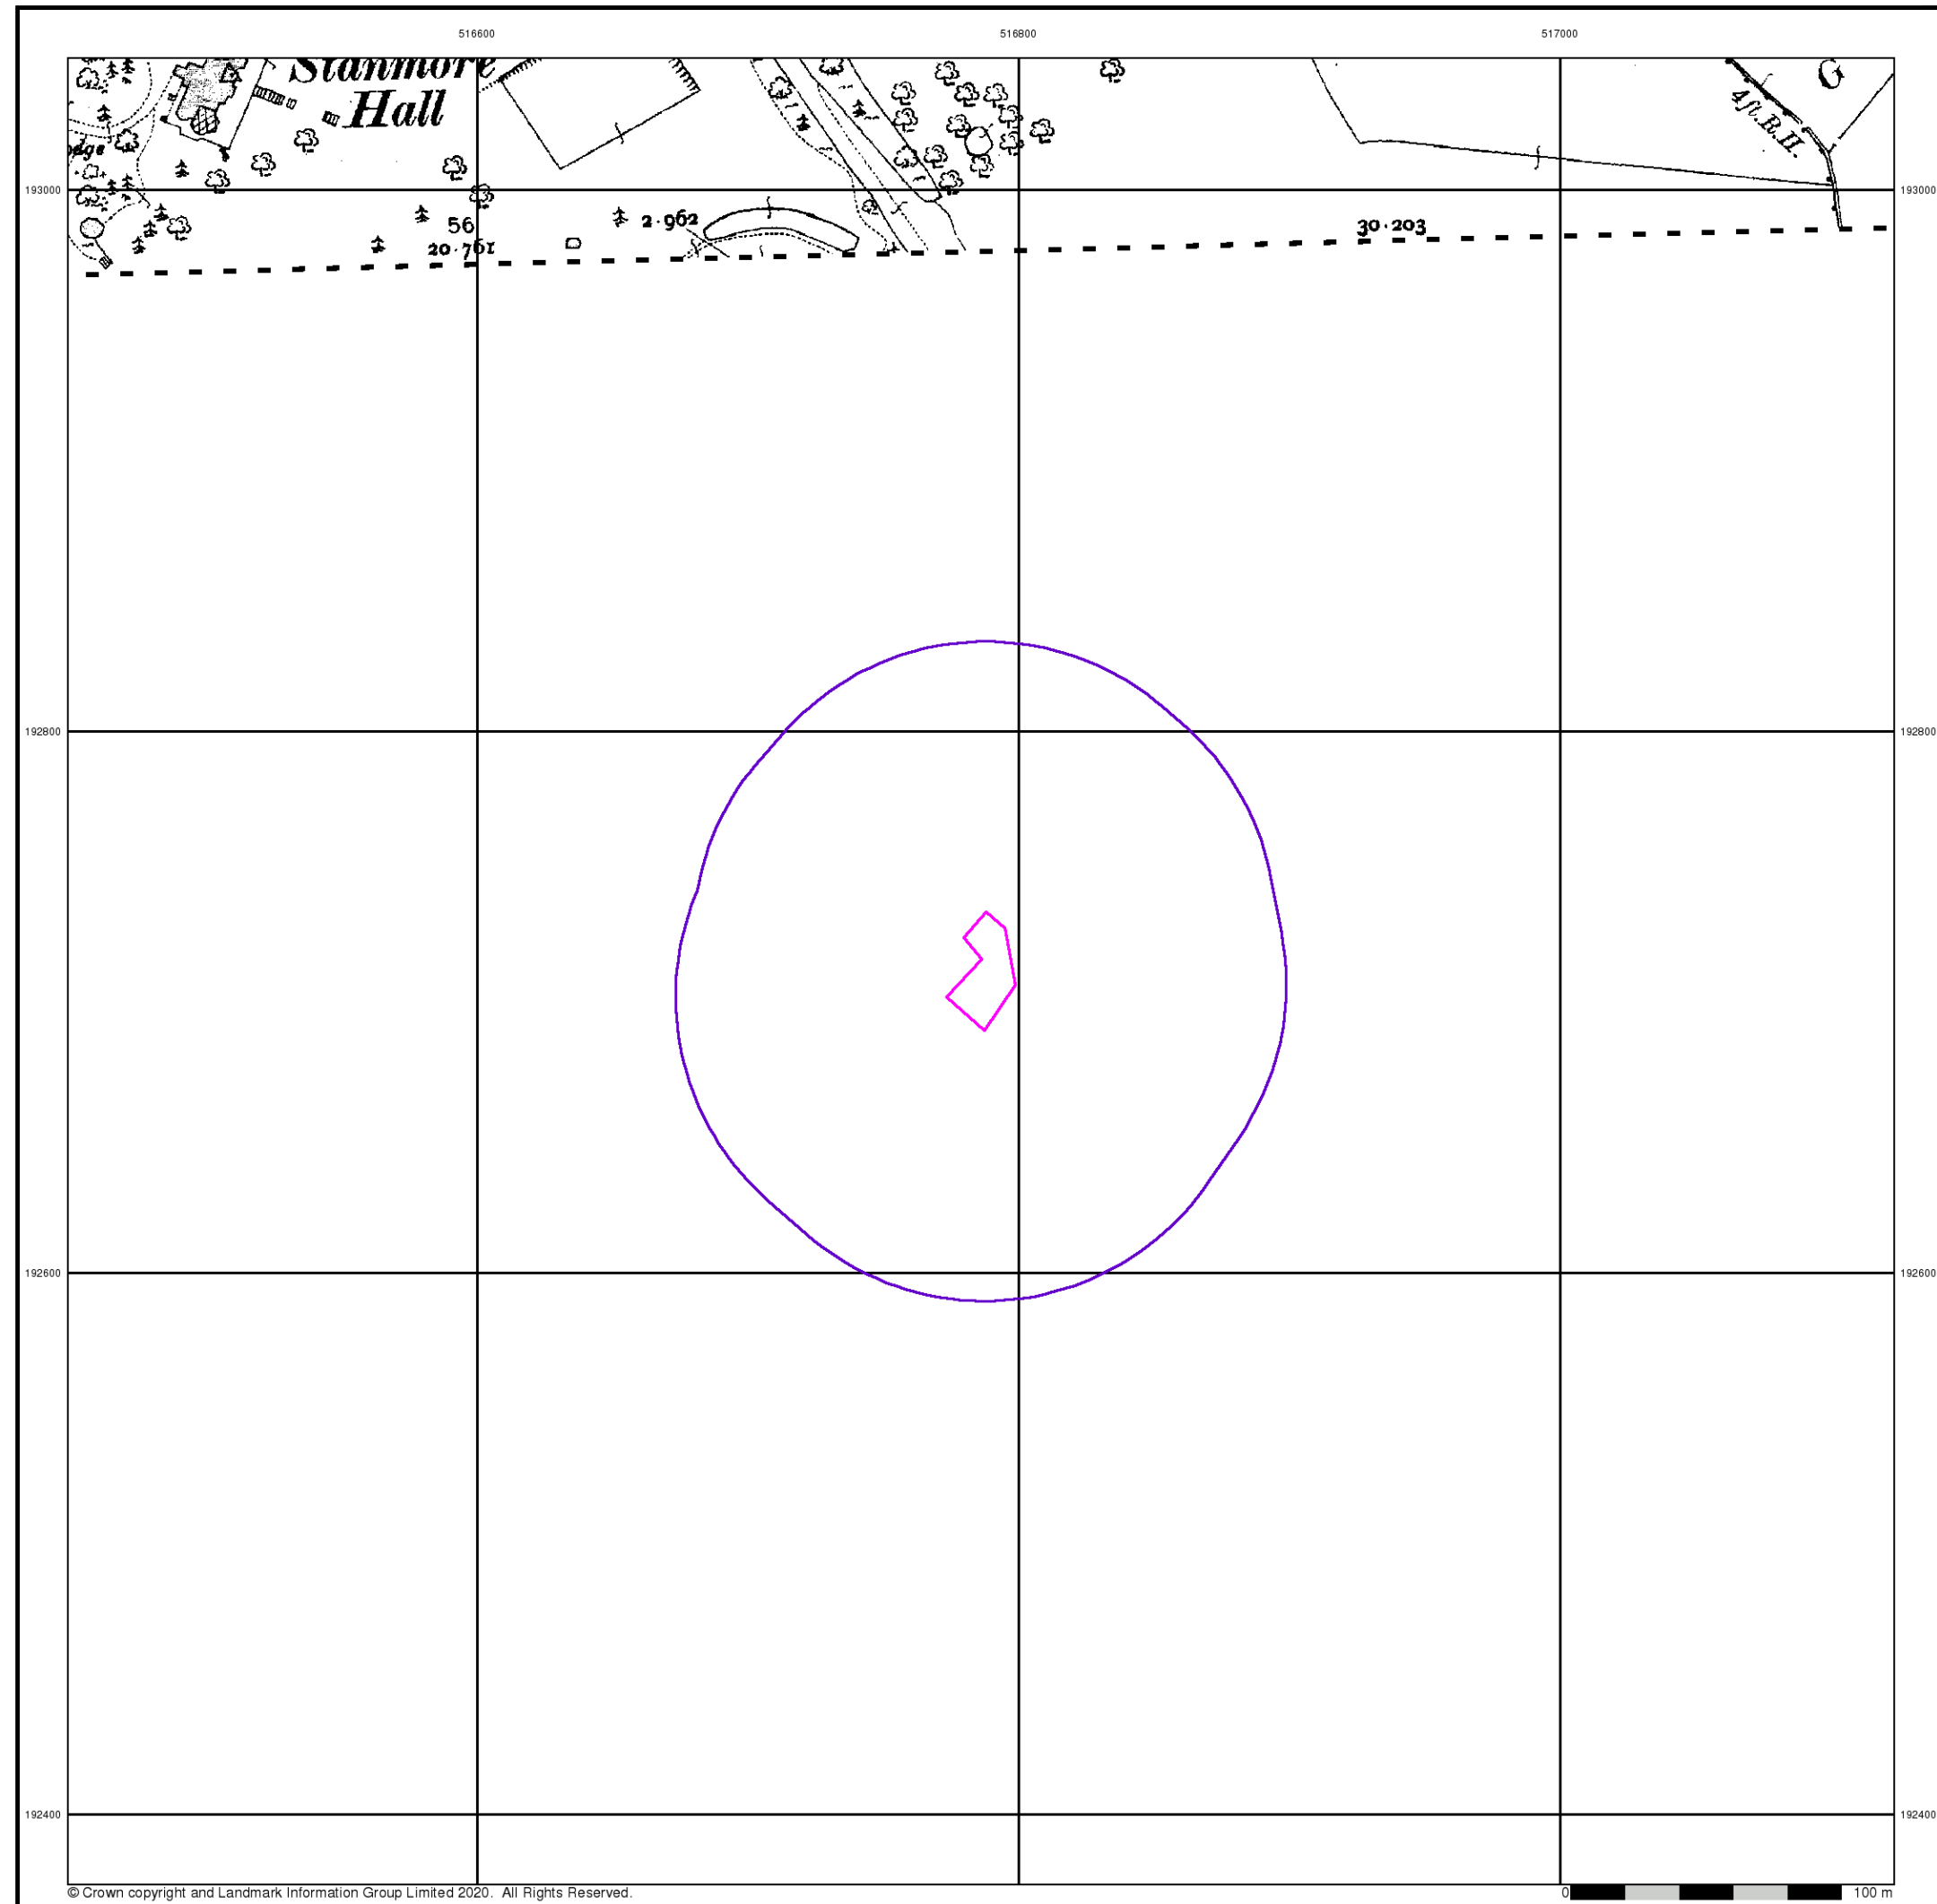 516600 516800 517000
Stanmore
Hall
4ft.R.H.
193000 193000
56
2·962
30·203
20·761
192800 192800
192600 192600
192400 192400
© Crown copyright and Landmark Information Group Limited 2020. All Rights Reserved.
0 100 m